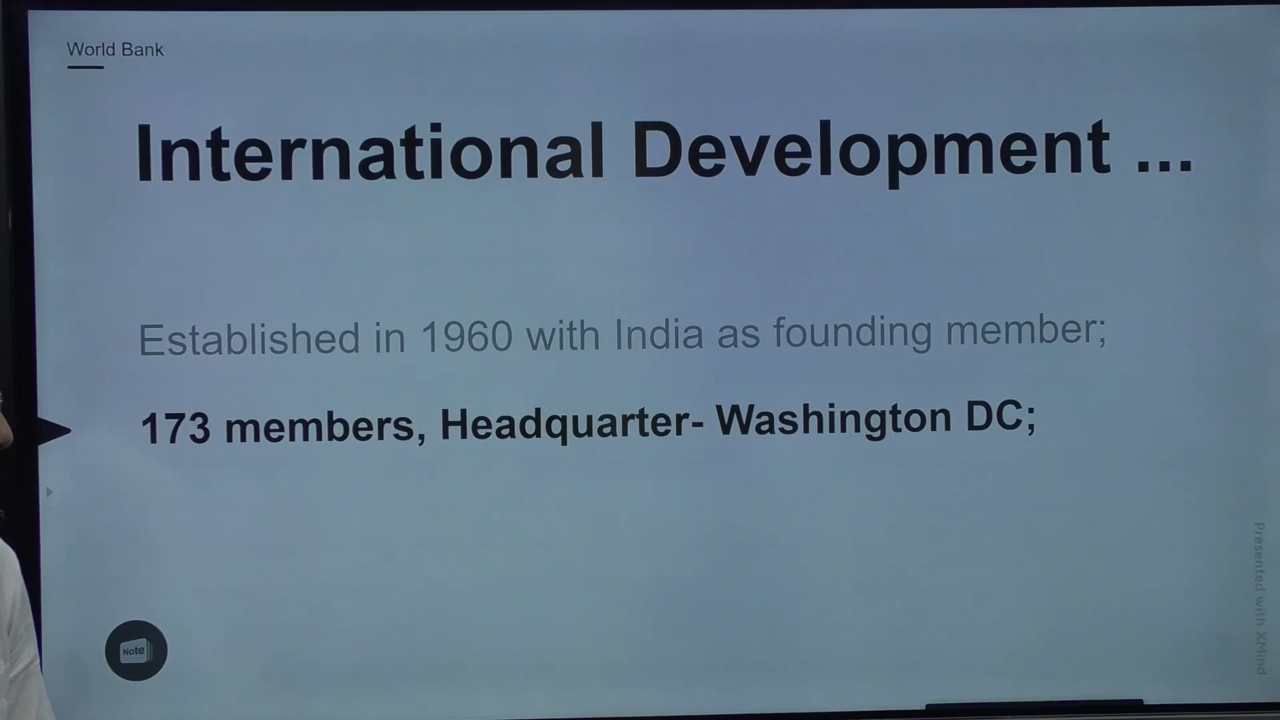 World Bank
International Development ...
Established in 1960 with India as founding member;
173 members, Headquarter- Washington DC;
Note
Presented with XMind